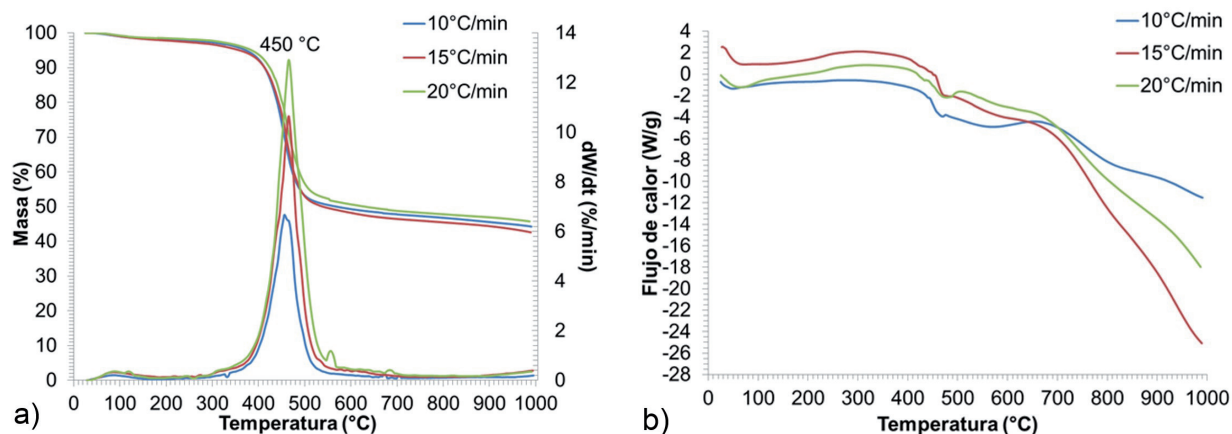 450 °C
10°C/min
15°C/min
20°C/min
Masa (%)
100
90
80
70
60
50
40
30
20
10
0
dW/dt (%/min)
14
12
10
8
6
4
2
0
0 100 200 300 400 500 600 700 800 900 1000
Temperatura (°C)
a)
10°C/min
15°C/min
20°C/min
Flujo de calor (W/g)
4
2
0
-2
-4
-6
-8
-10
-12
-14
-16
-18
-20
-22
-24
-26
-28
0 100 200 300 400 500 600 700 800 900 1000
Temperatura (°C)
b)